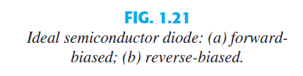 FIG. 1.21
Ideal semiconductor diode: (a) forward-
biased; (b) reverse-biased.